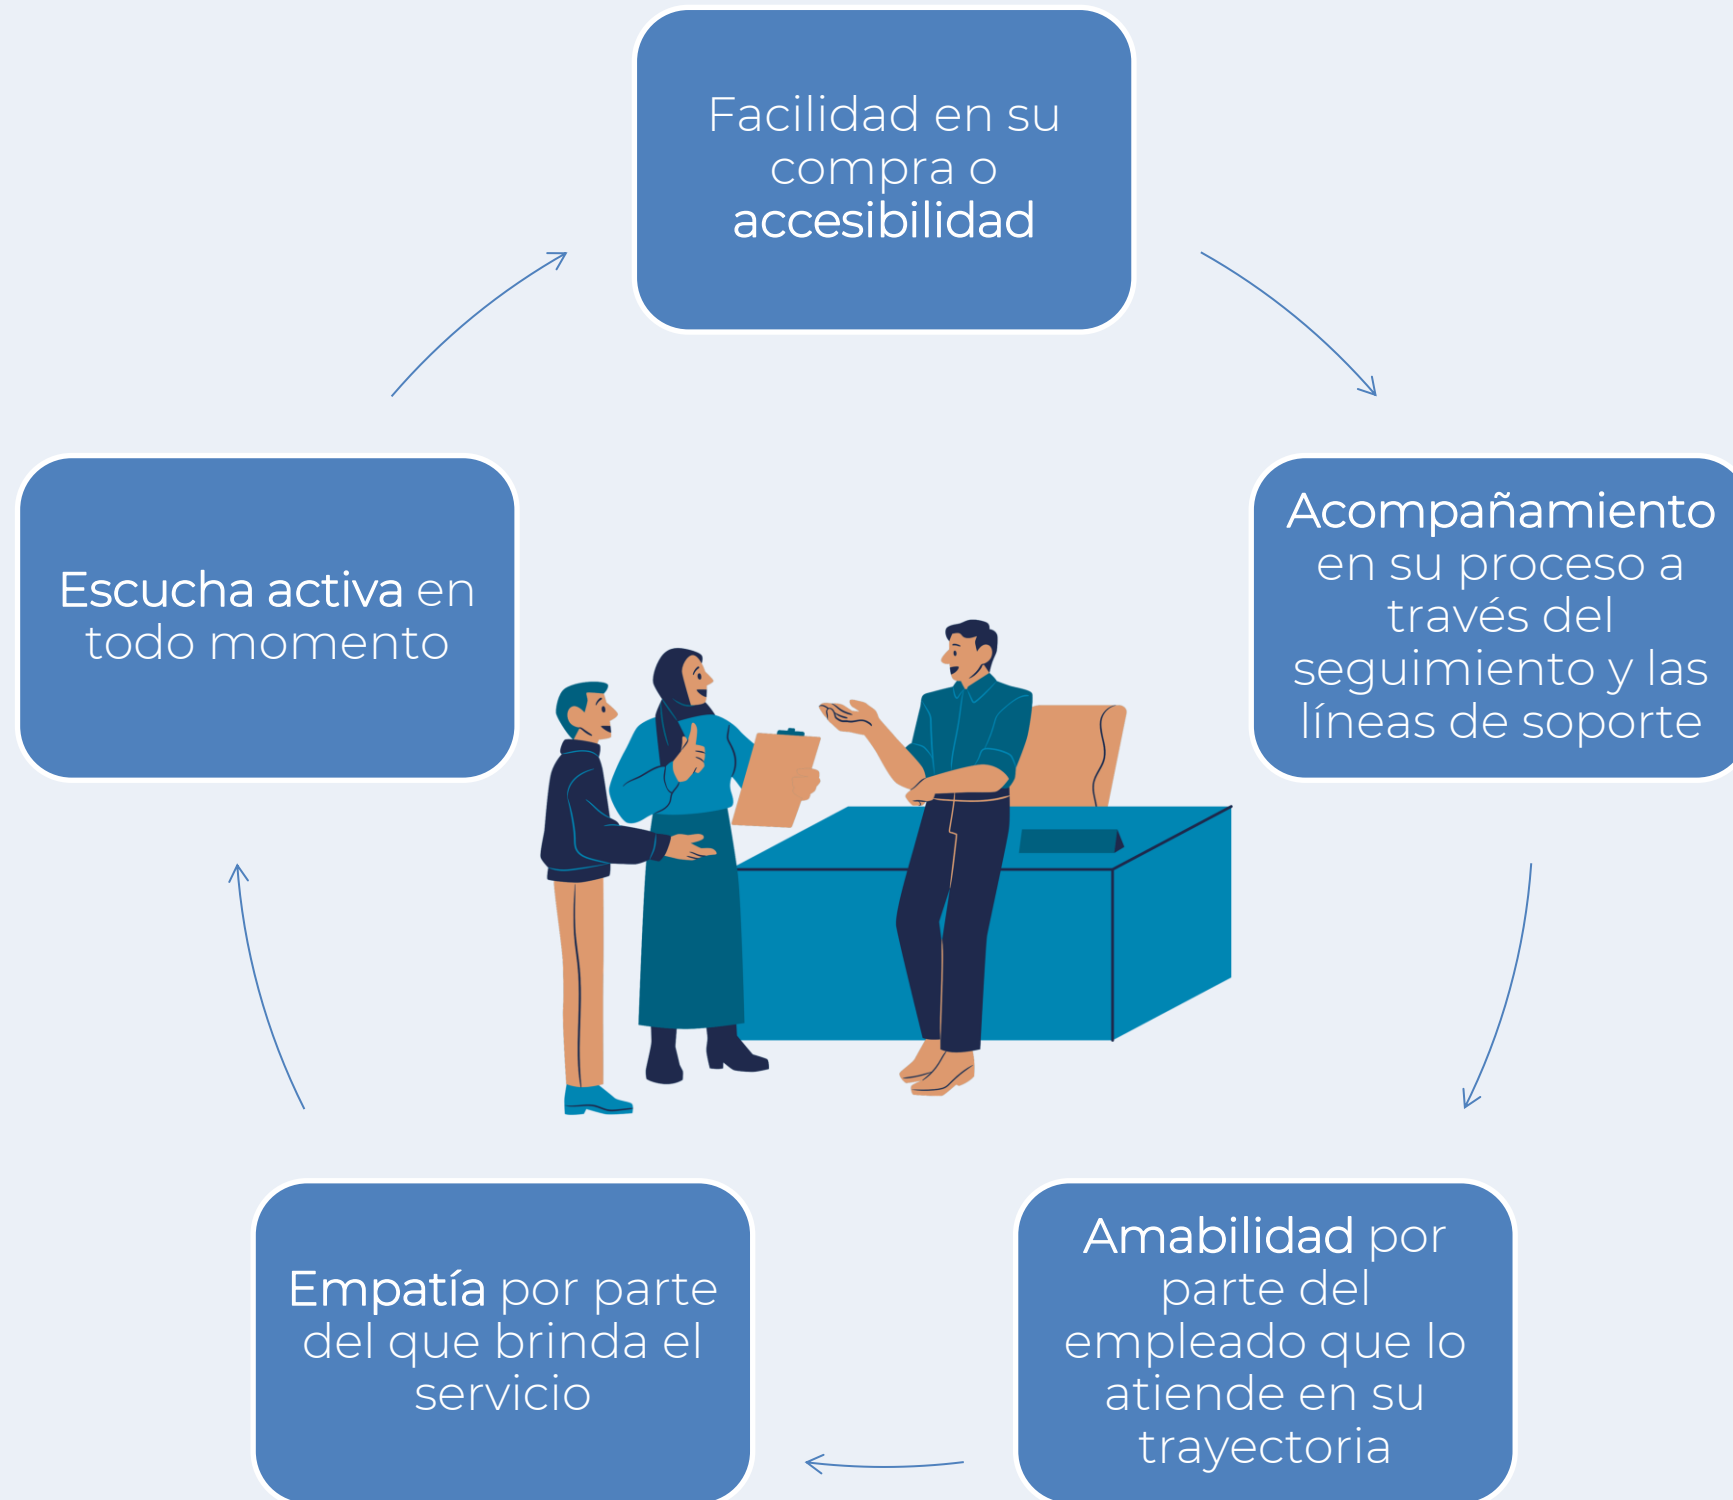 Facilidad en su
compra o
accesibilidad
Acompañamiento
en su proceso a
través del
seguimiento y las
líneas de soporte
Amabilidad por
parte del
empleado que lo
atiende en su
trayectoria
Empatía por parte
del que brinda el
servicio
Escucha activa en
todo momento